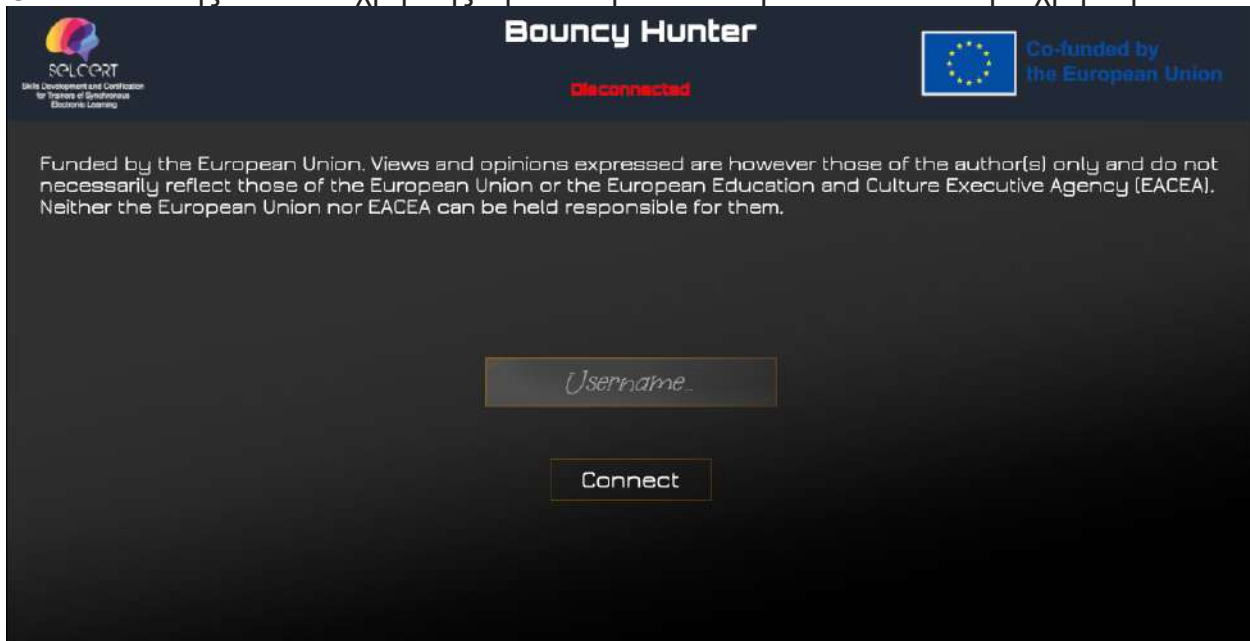 Bouncy Hunter
SELCERT
Skills Development and Certification
for Trainers of Synchronous
Electronic Learning
Disconnected
Co-funded by
the European Union
Funded by the European Union. Views and opinions expressed are however those of the author(s) only and do not
necessarily reflect those of the European Union or the European Education and Culture Executive Agency (EACEA).
Neither the European Union nor EACEA can be held responsible for them.
Username...
Connect